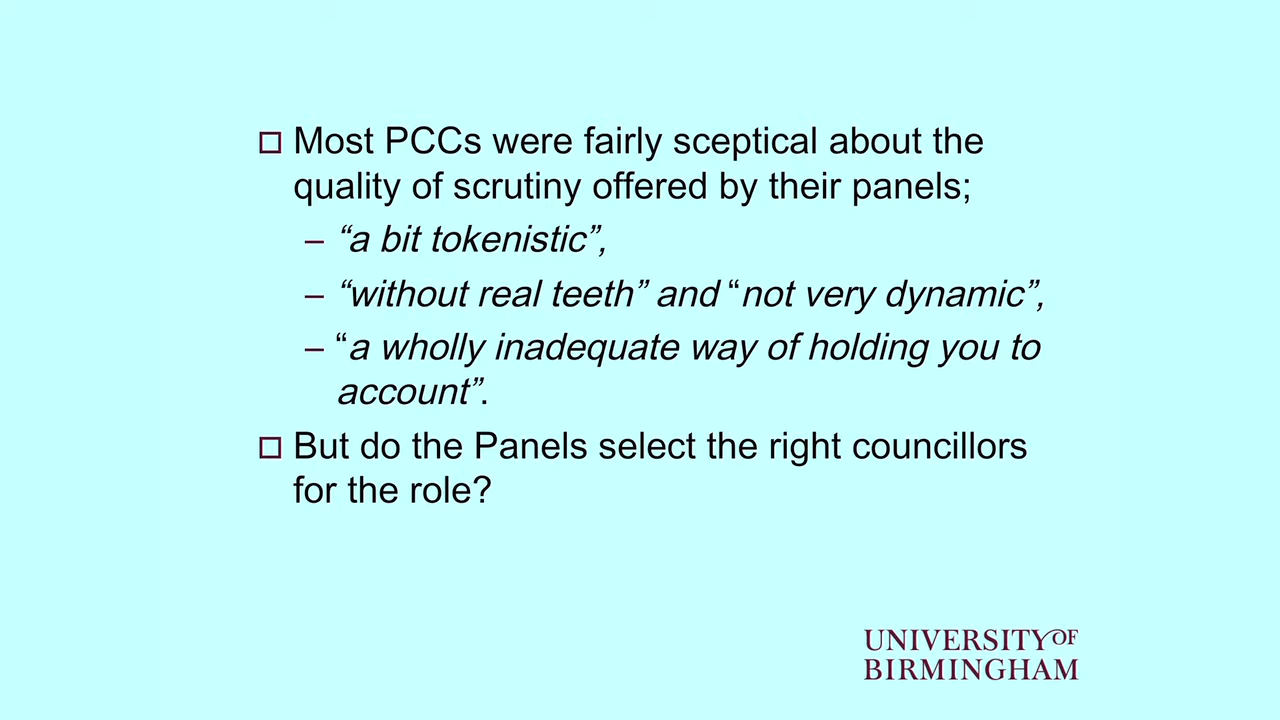 Most PCCs were fairly sceptical about the
quality of scrutiny offered by their panels;
– “a bit tokenistic”,
– “without real teeth” and “not very dynamic”,
– “a wholly inadequate way of holding you to
account”.
But do the Panels select the right councillors
for the role?
UNIVERSITY OF
BIRMINGHAM